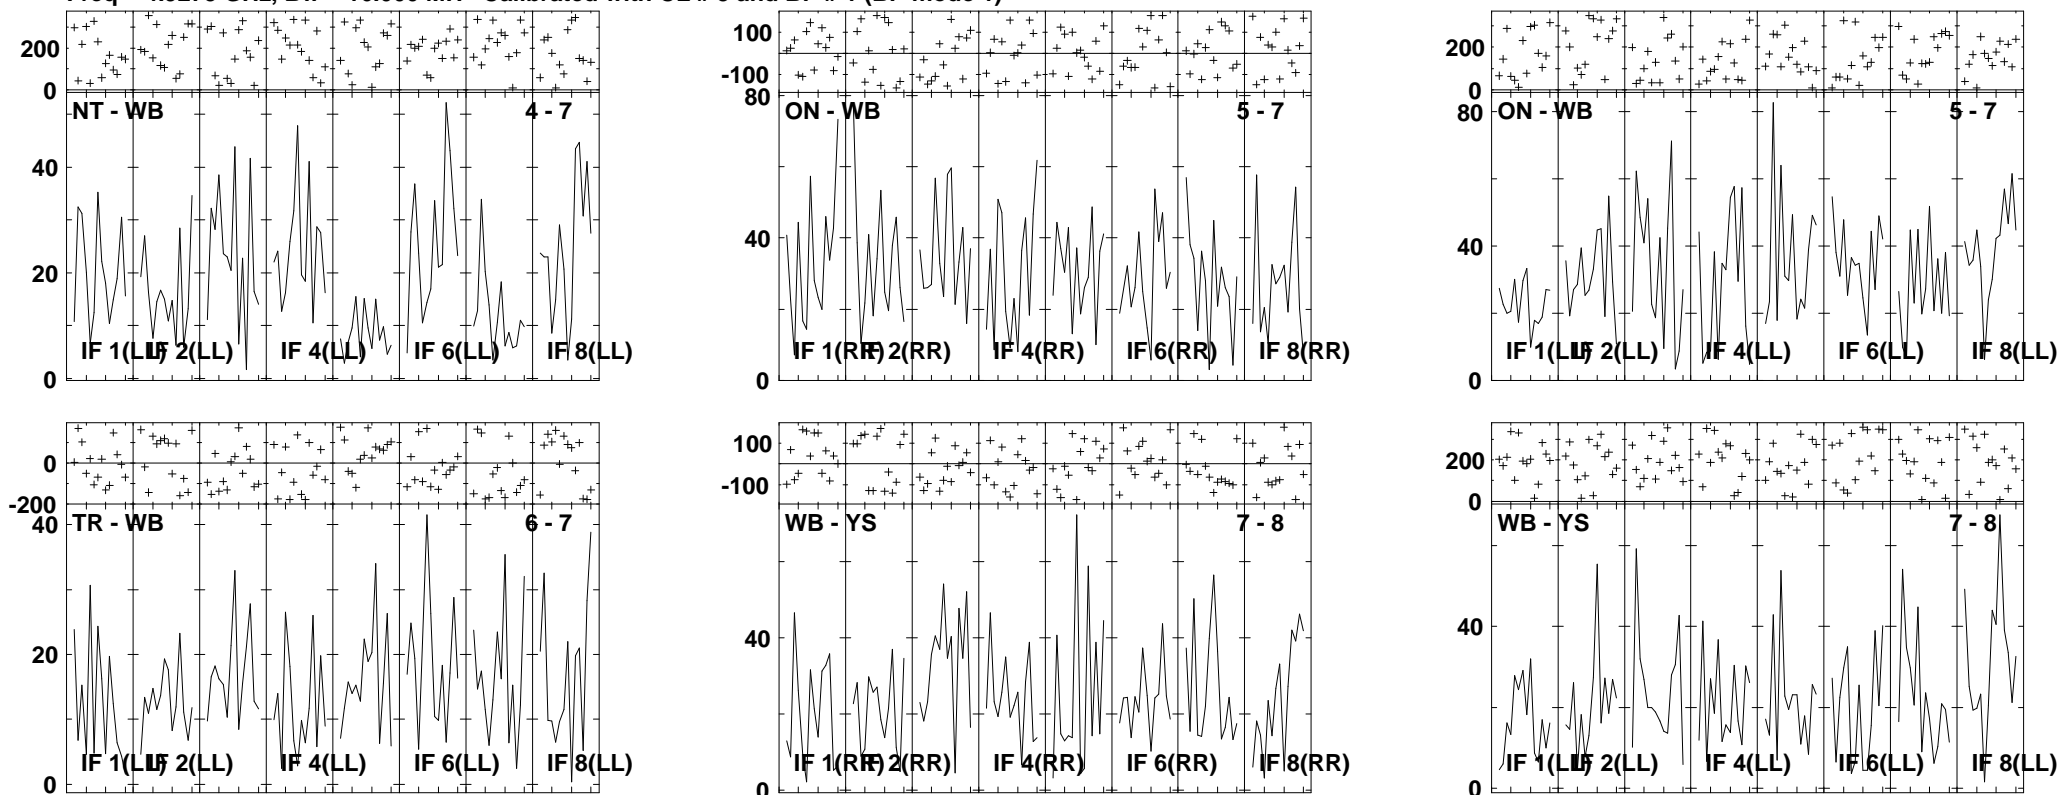 200
0
NT - WB
4 - 7
40
20
0
IF 1(LL)
IF 2(LL)
IF 4(LL)
IF 6(LL)
IF 8(LL)
100
-100
80
ON - WB
5 - 7
40
0
IF 1(RR)
IF 2(RR)
IF 4(RR)
IF 6(RR)
IF 8(RR)
200
0
80
ON - WB
5 - 7
40
0
IF 1(LL)
IF 2(LL)
IF 4(LL)
IF 6(LL)
IF 8(LL)
0
-200
40
TR - WB
6 - 7
20
0
IF 1(LL)
IF 2(LL)
IF 4(LL)
IF 6(LL)
IF 8(LL)
100
-100
WB - YS
7 - 8
40
0
IF 1(RR)
IF 2(RR)
IF 4(RR)
IF 6(RR)
IF 8(RR)
200
0
WB - YS
7 - 8
40
0
IF 1(LL)
IF 2(LL)
IF 4(LL)
IF 6(LL)
IF 8(LL)